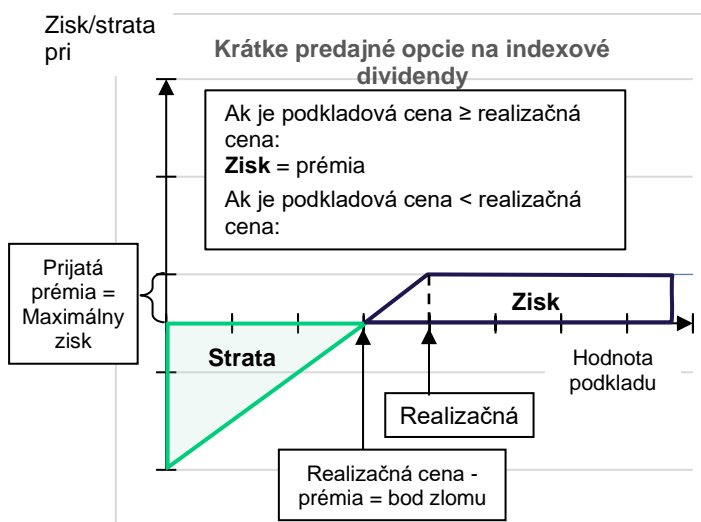 Zisk/strata
pri
Krátke predajné opcie na indexové
dividendy
Ak je podkladová cena ≥ realizačná
cena:
Zisk = prémia
Ak je podkladová cena < realizačná
cena:
Prijatá
prémia =
Maximálny
zisk
Zisk
Strata
Hodnota
podkladu
Realizačná
Realizačná cena -
prémia = bod zlomu